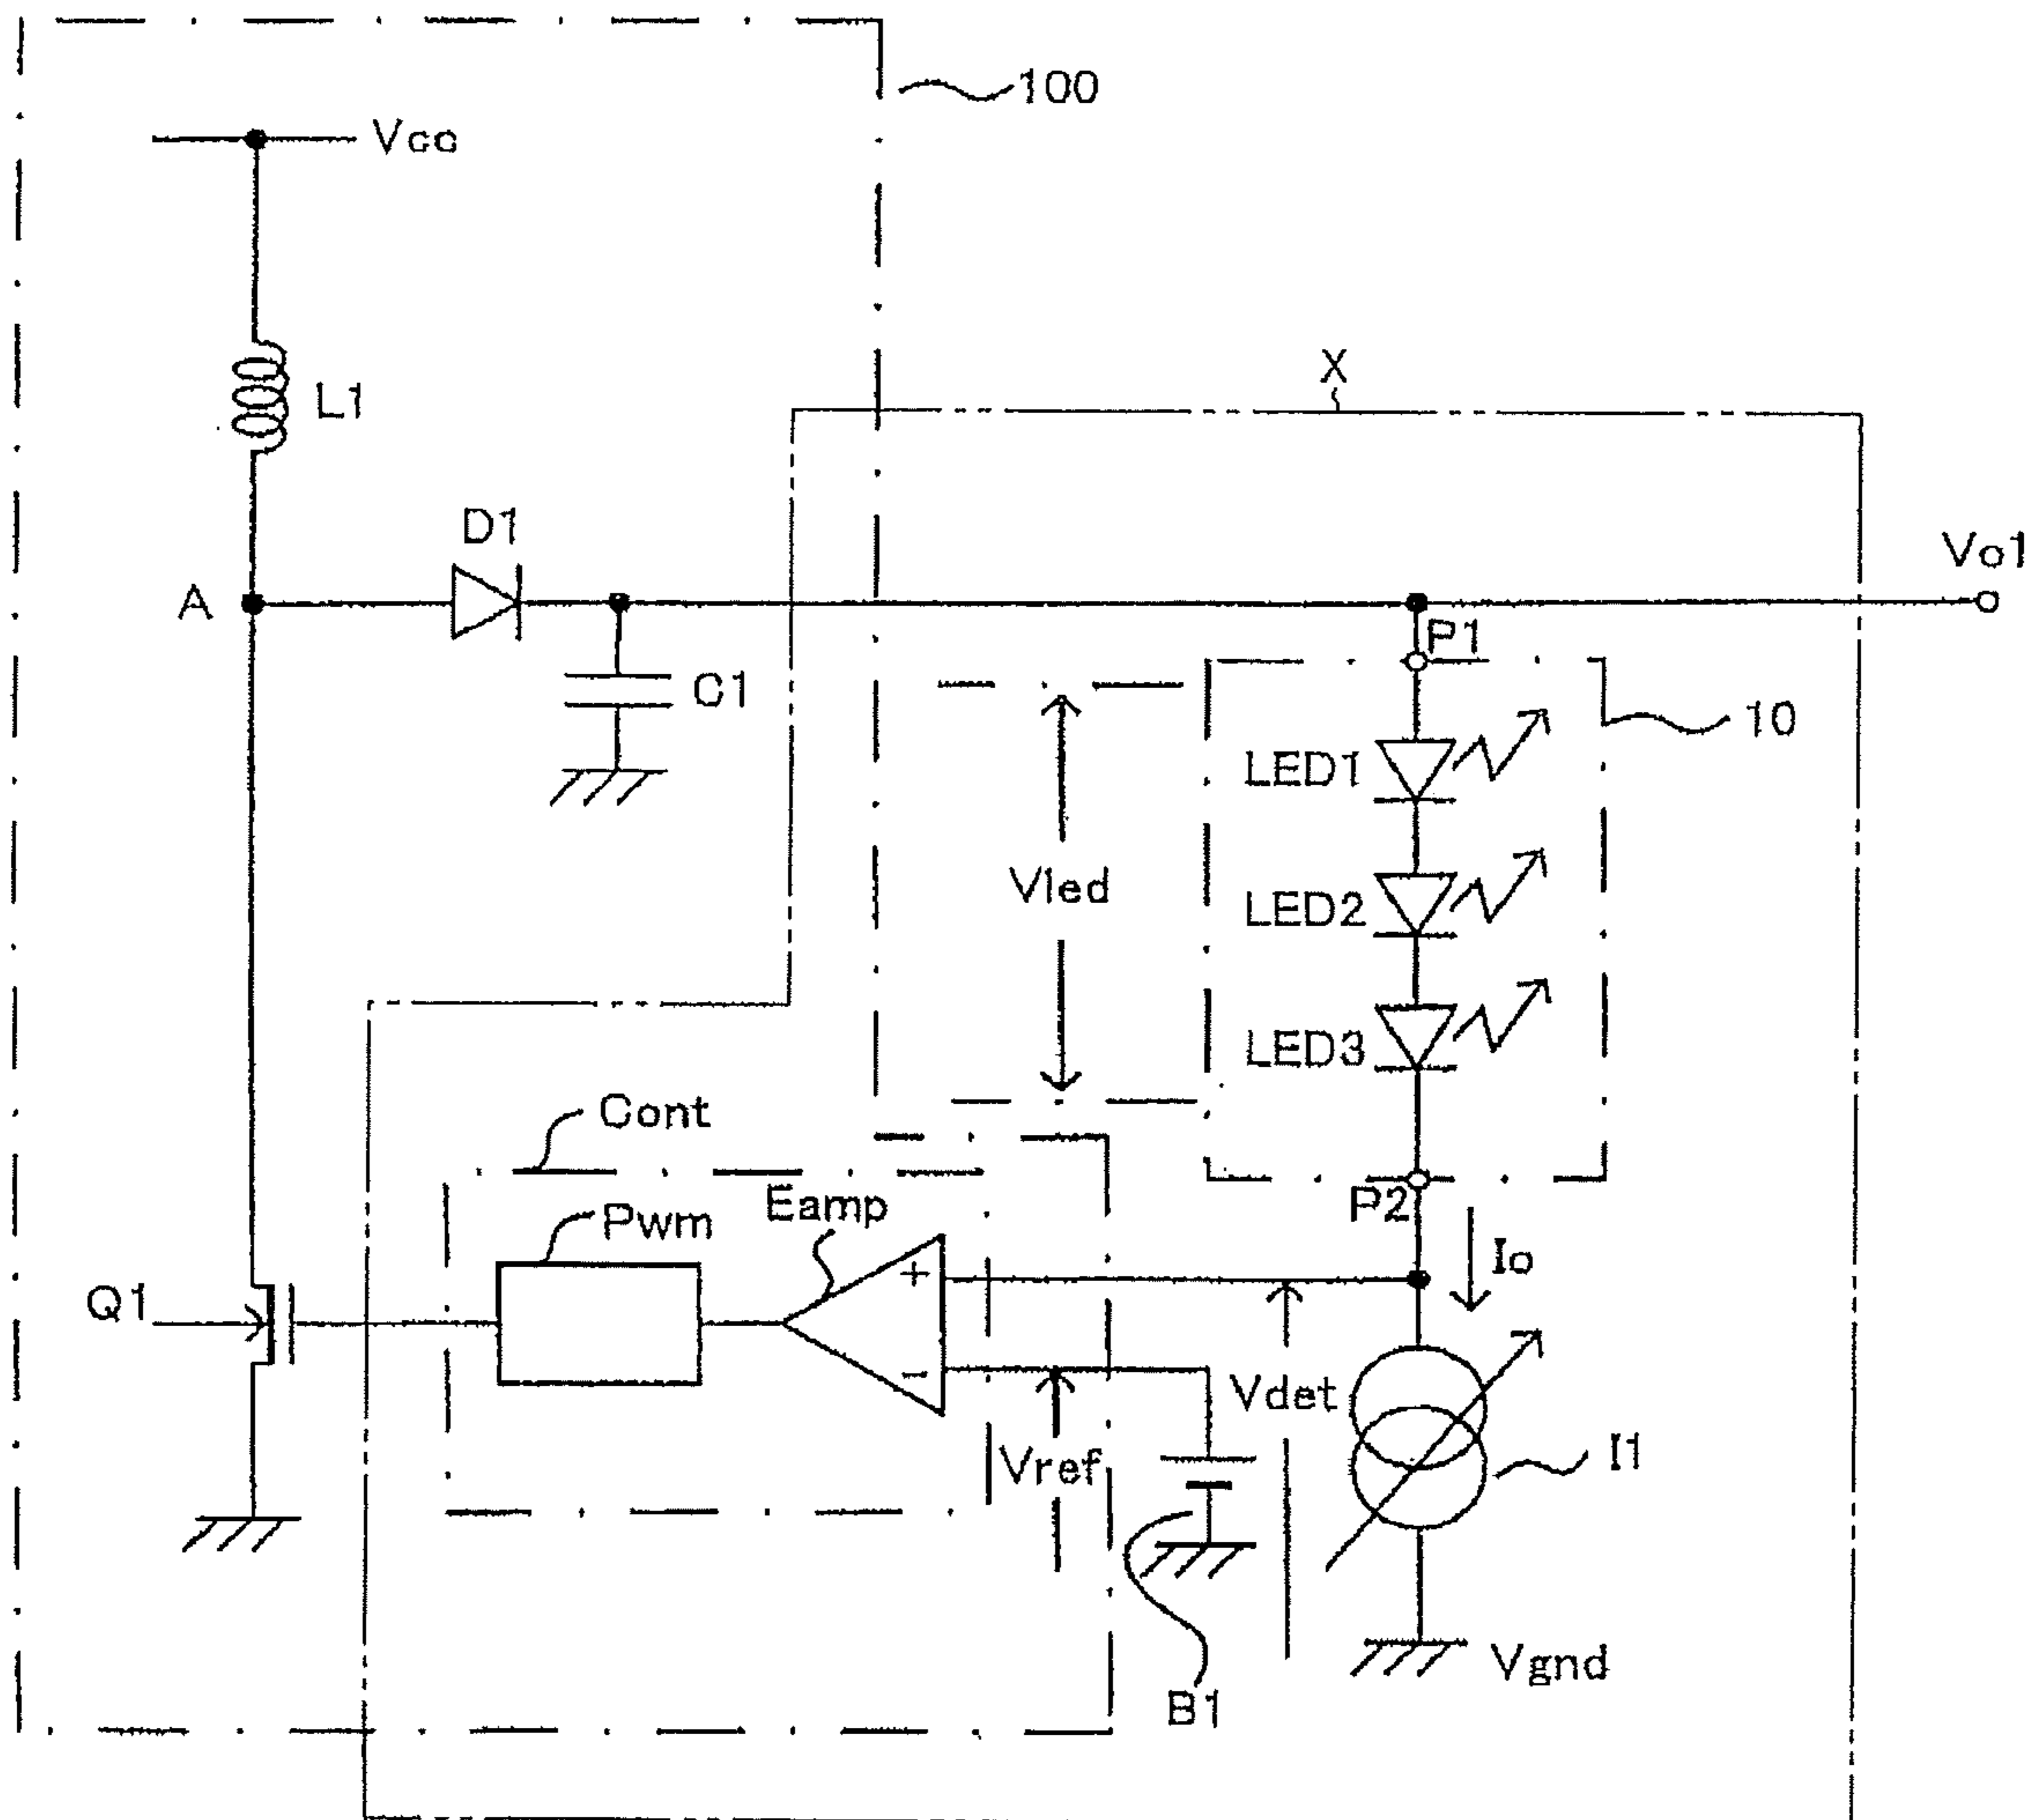 100
Vcc
X
L1
D1
Vo1
A
P1
C1
10
LED1
Vled
LED2
LED3
Cont
P2
Pwm
Eamp
Io
+
Q1
−
Vdet
Vref
I1
Vgnd
B1